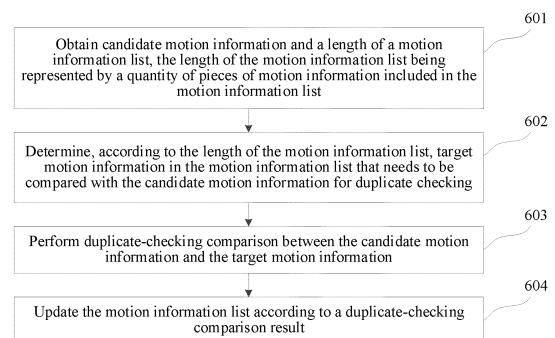 601
Obtain candidate motion information and a length of a motion
information list, the length of the motion information list being
represented by a quantity of pieces of motion information included in the
motion information list
602
Determine, according to the length of the motion information list, target
motion information in the motion information list that needs to be
compared with the candidate motion information for duplicate checking
603
Perform duplicate-checking comparison between the candidate motion
information and the target motion information
604
Update the motion information list according to a duplicate-checking
comparison result